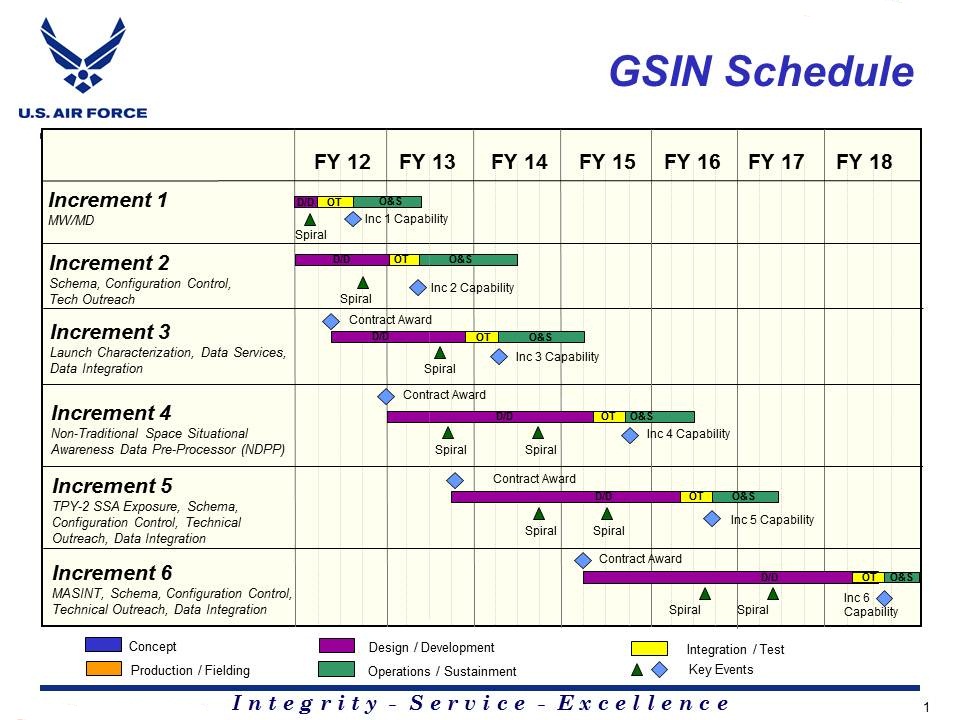 U.S. AIR FORCE
GSIN Schedule
FY 12 FY 13 FY 14 FY 15 FY 16 FY 17 FY 18
Increment 1
MW/MD
D/D OT O&S
Inc 1 Capability
Spiral
Increment 2
Schema, Configuration Control,
Tech Outreach
D/D OT O&S
Inc 2 Capability
Spiral
Increment 3
Launch Characterization, Data Services,
Data Integration
Contract Award
D/D OT O&S
Inc 3 Capability
Spiral
Increment 4
Non-Traditional Space Situational
Awareness Data Pre-Processor (NDPP)
Contract Award
D/D OT O&S
Inc 4 Capability
Spiral Spiral
Increment 5
TPY-2 SSA Exposure, Schema,
Configuration Control, Technical
Outreach, Data Integration
Contract Award
D/D OT O&S
Inc 5 Capability
Spiral Spiral
Increment 6
MASINT, Schema, Configuration Control,
Technical Outreach, Data Integration
Contract Award
D/D OT O&S
Spiral Spiral
Inc 6
Capability
Concept Design / Development Integration / Test
Production / Fielding Operations / Sustainment Key Events
Integrity - Service - Excellence
1